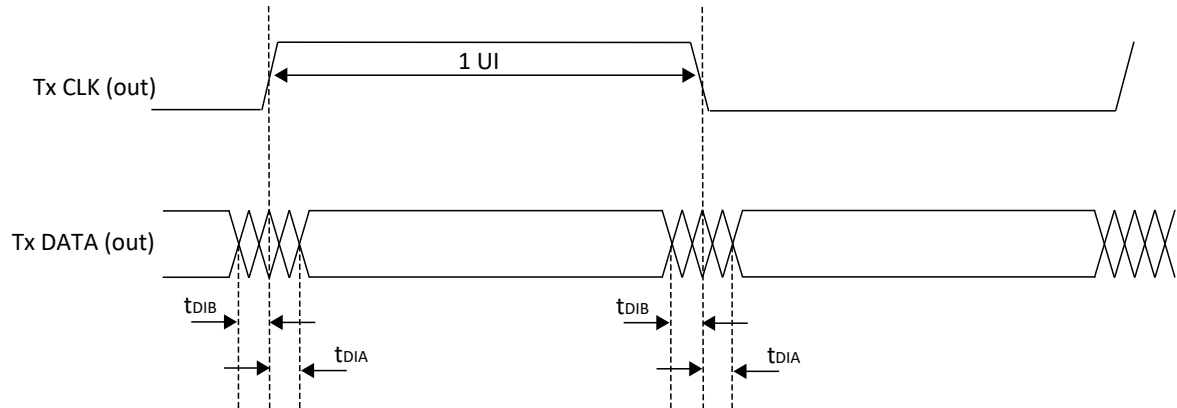 1 UI
Tx CLK (out)
Tx DATA (out)
tDIB
tDIB
tDIA
tDIA